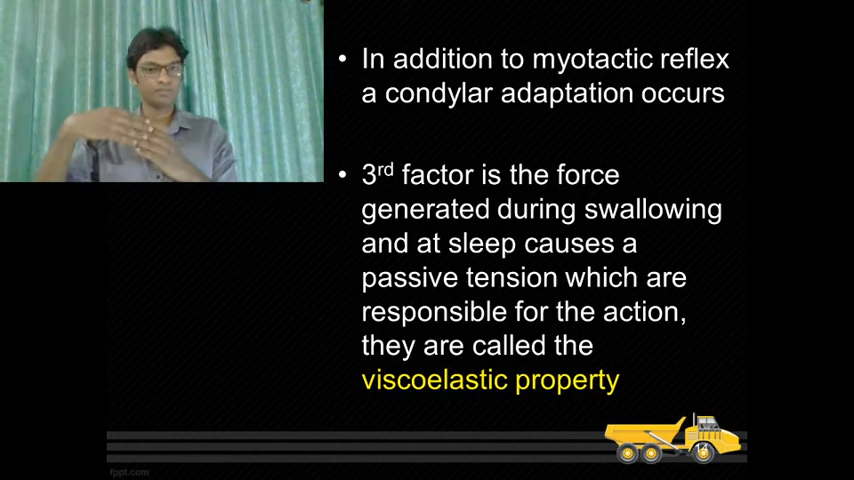 • In addition to myotactic reflex
a condylar adaptation occurs
• 3rd factor is the force
generated during swallowing
and at sleep causes a
passive tension which are
responsible for the action,
they are called the
viscoelastic property
14
fppt.com